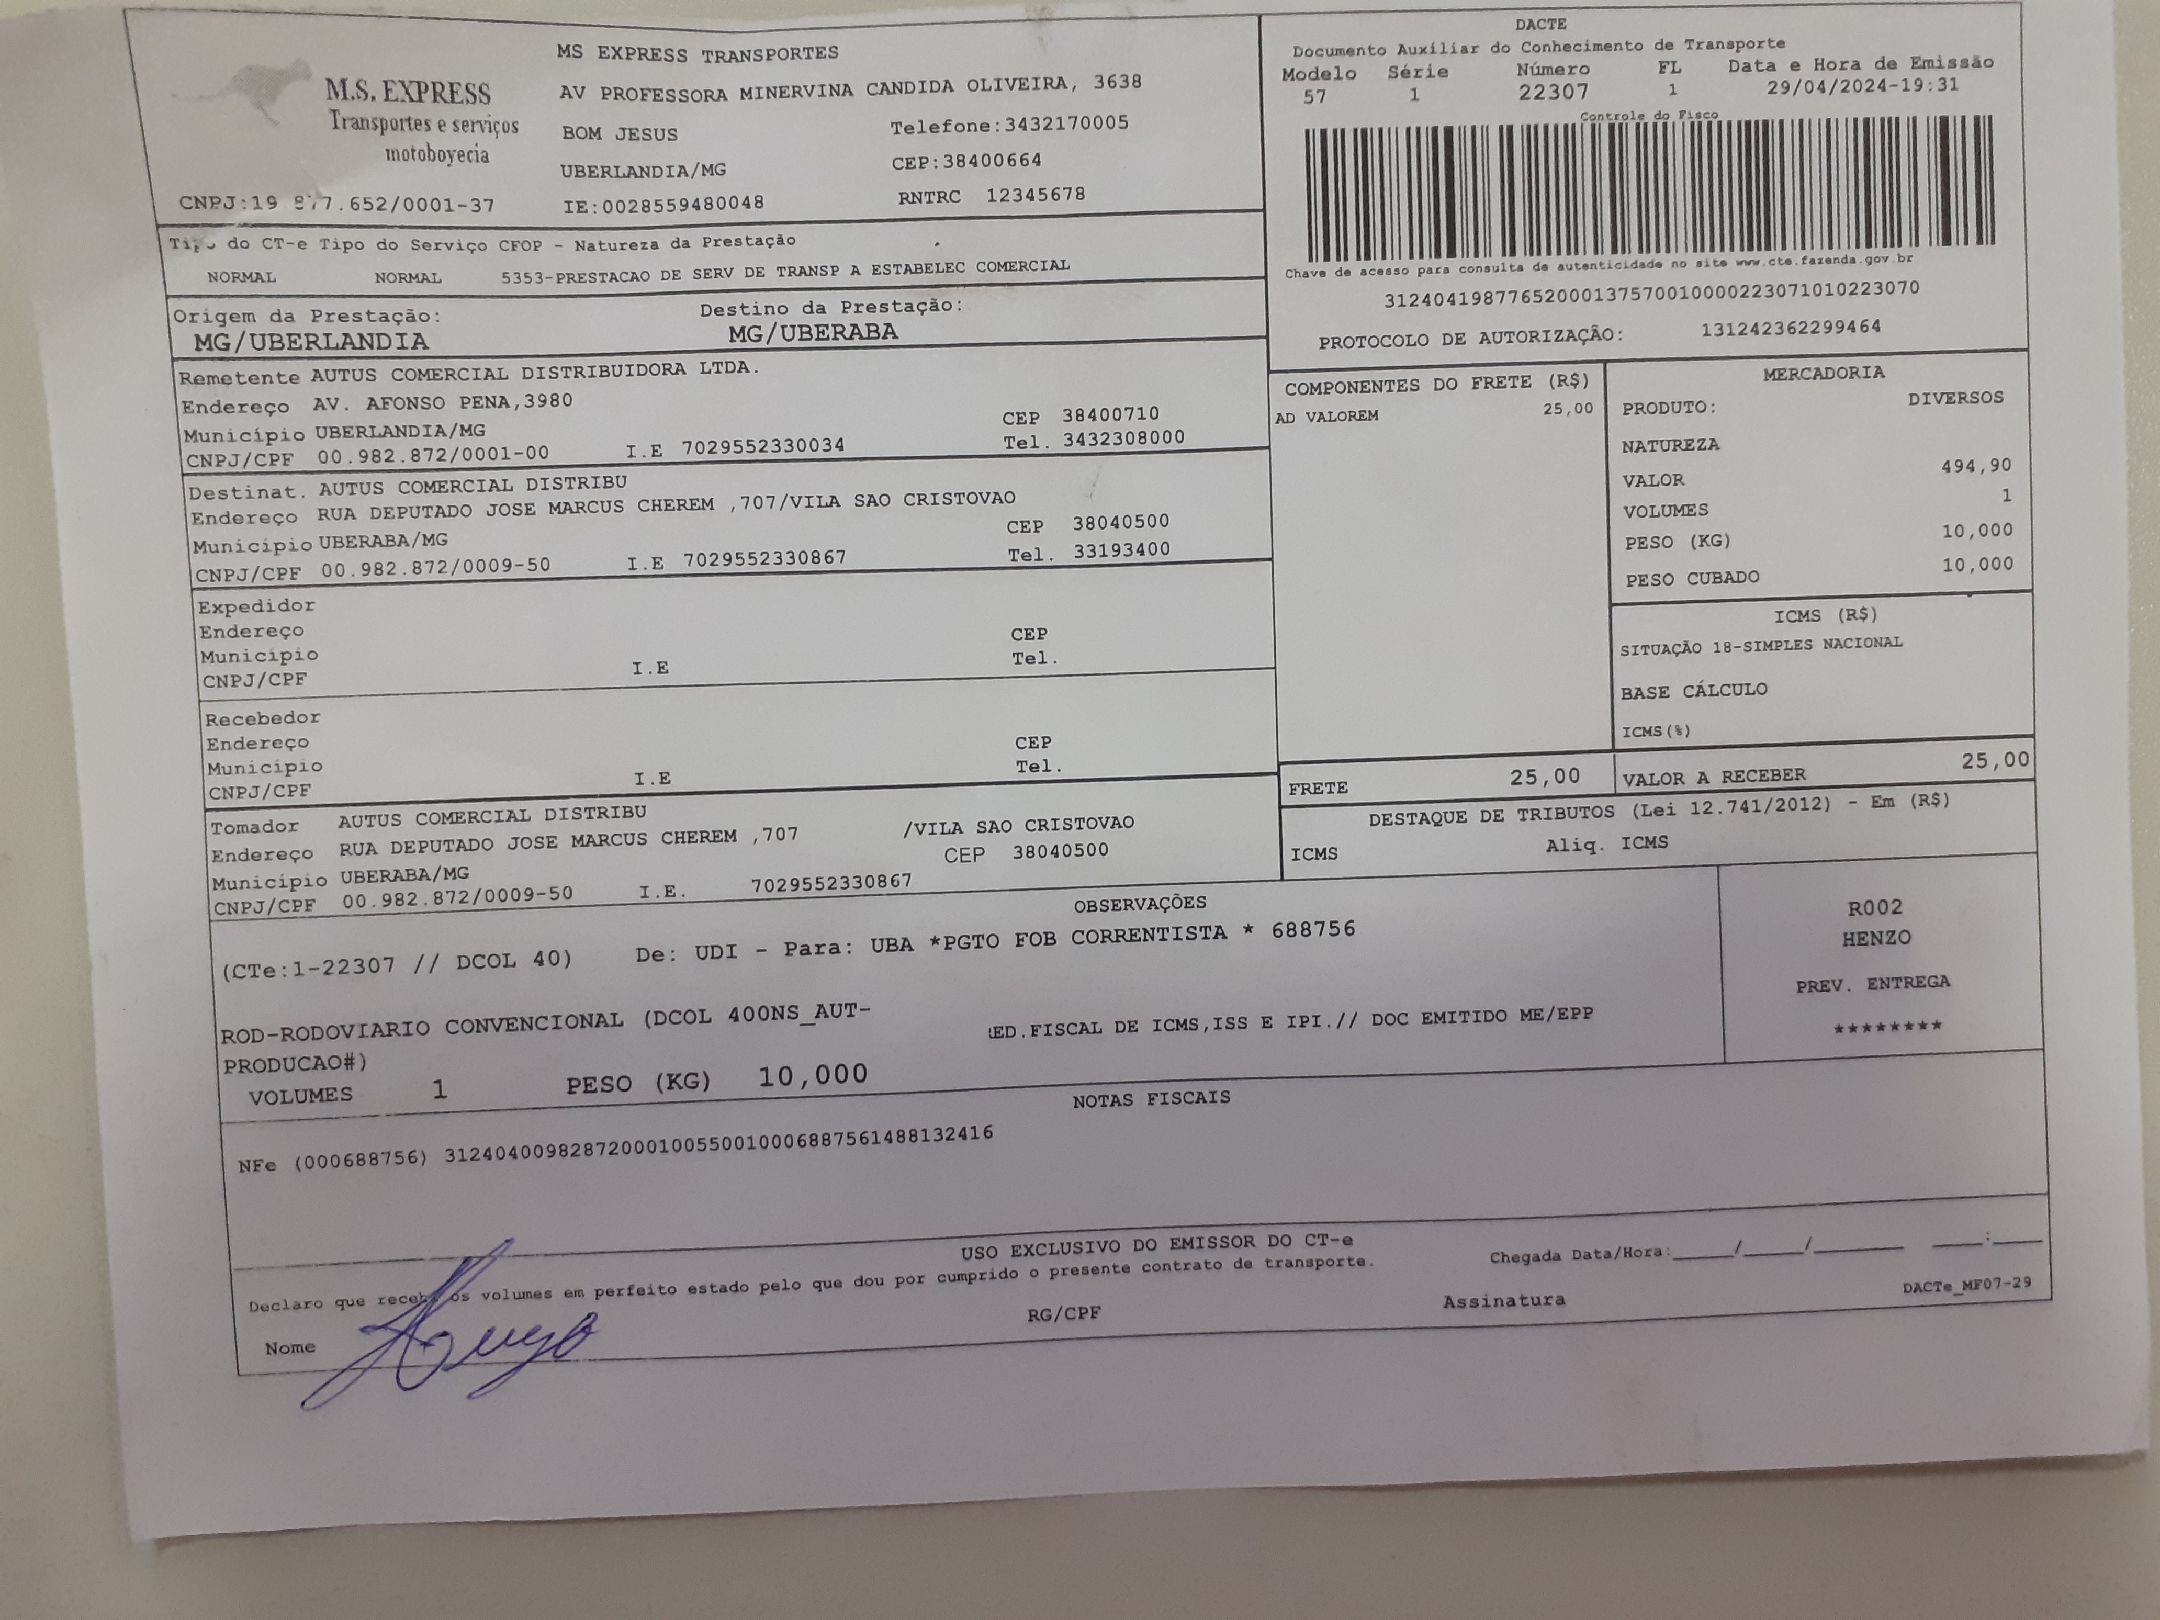 M.S. EXPRESS
Transportes e serviços
motoboyecia
CNPJ:19 877.652/0001-37
MS EXPRESS TRANSPORTES
AV PROFESSORA MINERVINA CANDIDA OLIVEIRA, 3638
BOM JESUS Telefone:3432170005
UBERLANDIA/MG CEP:38400664
IE:0028559480048 RNTRC 12345678
DACTE
Documento Auxiliar do Conhecimento de Transporte
Modelo Série Número FL Data e Hora de Emissão
57 1 22307 1 29/04/2024-19:31
Controle do Fisco
Chave de acesso para consulta de autenticidade no site www.cte.fazenda.gov.br
31240419877652000137570010000223071010223070
PROTOCOLO DE AUTORIZAÇÃO: 131242362299464
Tipo do CT-e Tipo do Serviço CFOP - Natureza da Prestação
NORMAL NORMAL 5353-PRESTACAO DE SERV DE TRANSP A ESTABELEC COMERCIAL
Origem da Prestação: Destino da Prestação:
MG/UBERLANDIA MG/UBERABA
Remetente AUTUS COMERCIAL DISTRIBUIDORA LTDA.
Endereço AV. AFONSO PENA,3980
Município UBERLANDIA/MG CEP 38400710
CNPJ/CPF 00.982.872/0001-00 I.E 7029552330034 Tel. 3432308000
Destinat. AUTUS COMERCIAL DISTRIBU
Endereço RUA DEPUTADO JOSE MARCUS CHEREM ,707/VILA SAO CRISTOVAO
Município UBERABA/MG CEP 38040500
CNPJ/CPF 00.982.872/0009-50 I.E 7029552330867 Tel. 33193400
Expedidor
Endereço CEP
Município I.E Tel.
CNPJ/CPF
Recebedor
Endereço CEP
Município I.E Tel.
CNPJ/CPF
Tomador AUTUS COMERCIAL DISTRIBU
Endereço RUA DEPUTADO JOSE MARCUS CHEREM ,707 /VILA SAO CRISTOVAO
Município UBERABA/MG CEP 38040500
CNPJ/CPF 00.982.872/0009-50 I.E. 7029552330867
COMPONENTES DO FRETE (R$)
AD VALOREM 25,00
MERCADORIA
PRODUTO: DIVERSOS
NATUREZA
VALOR 494,90
VOLUMES 1
PESO (KG) 10,000
PESO CUBADO 10,000
ICMS (R$)
SITUAÇÃO 18-SIMPLES NACIONAL
BASE CÁLCULO
ICMS(%)
FRETE 25,00 VALOR A RECEBER 25,00
DESTAQUE DE TRIBUTOS (Lei 12.741/2012) - Em (R$)
ICMS Aliq. ICMS
OBSERVAÇÕES
(CTe:1-22307 // DCOL 40) De: UDI - Para: UBA *PGTO FOB CORRENTISTA * 688756
ROD-RODOVIARIO CONVENCIONAL (DCOL 400NS_AUT- ED.FISCAL DE ICMS,ISS E IPI.// DOC EMITIDO ME/EPP
PRODUCAO#)
VOLUMES 1 PESO (KG) 10,000
R002
HENZO
PREV. ENTREGA
********
NOTAS FISCAIS
NFe (000688756) 31240400982872000100550010006887561488132416
USO EXCLUSIVO DO EMISSOR DO CT-e
Declaro que recebi os volumes em perfeito estado pelo que dou por cumprido o presente contrato de transporte. Chegada Data/Hora:____/____/______ ____:____
Nome RG/CPF Assinatura DACTe_MF07-29